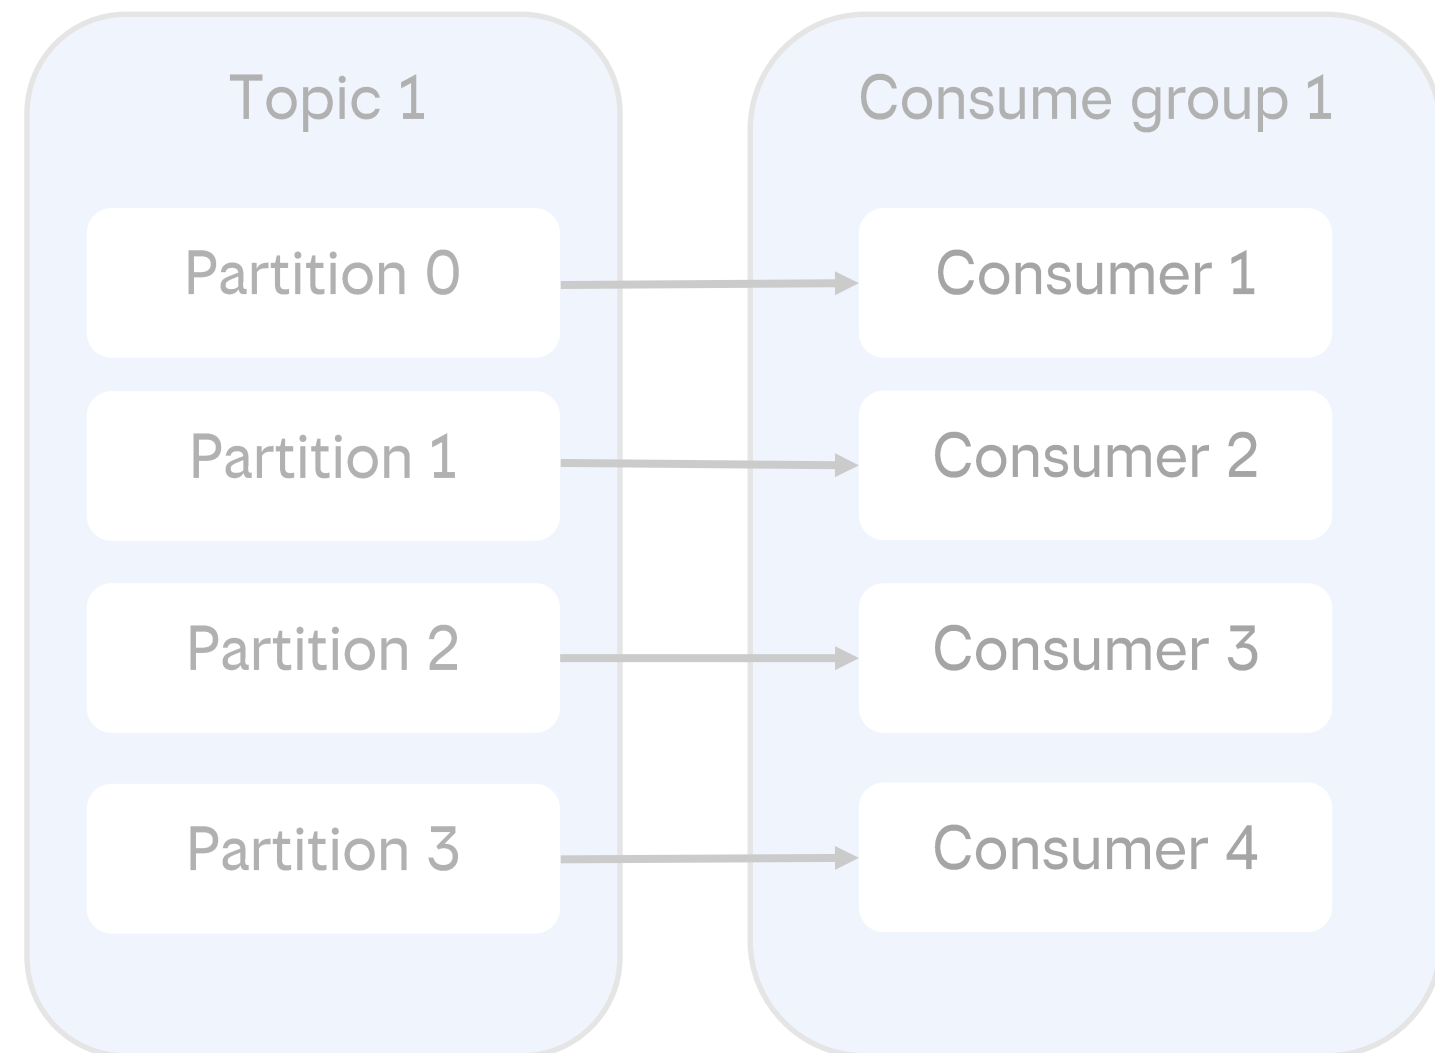 Topic 1
Consume group 1
Partition 0
Consumer 1
Partition 1
Consumer 2
Partition 2
Consumer 3
Partition 3
Consumer 4